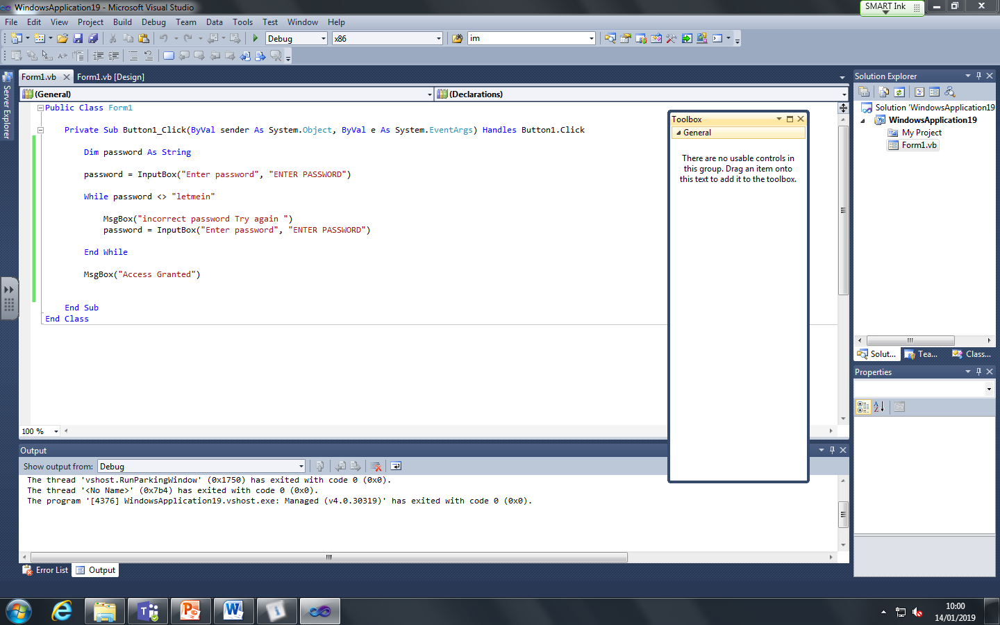 WindowsApplication19 - Microsoft Visual Studio
SMART Ink
File Edit View Project Build Debug Team Data Tools Test Window Help
Debug x86 im
Form1.vb Form1.vb [Design]
Server Explorer
(General) (Declarations)
Public Class Form1
Private Sub Button1_Click(ByVal sender As System.Object, ByVal e As System.EventArgs) Handles Button1.Click
Dim password As String
password = InputBox("Enter password", "ENTER PASSWORD")
While password <> "letmein"
MsgBox("incorrect password Try again ")
password = InputBox("Enter password", "ENTER PASSWORD")
End While
MsgBox("Access Granted")
End Sub
End Class
100 %
Toolbox
General
There are no usable controls in
this group. Drag an item onto
this text to add it to the toolbox.
Solution Explorer
Solution 'WindowsApplication19
WindowsApplication19
My Project
Form1.vb
Solut... Tea... Class...
Properties
Output
Show output from: Debug
The thread 'vshost.RunParkingWindow' (0x1750) has exited with code 0 (0x0).
The thread '<No Name>' (0x7b4) has exited with code 0 (0x0).
The program '[4376] WindowsApplication19.vshost.exe: Managed (v4.0.30319)' has exited with code 0 (0x0).
Error List Output
10:00
14/01/2019